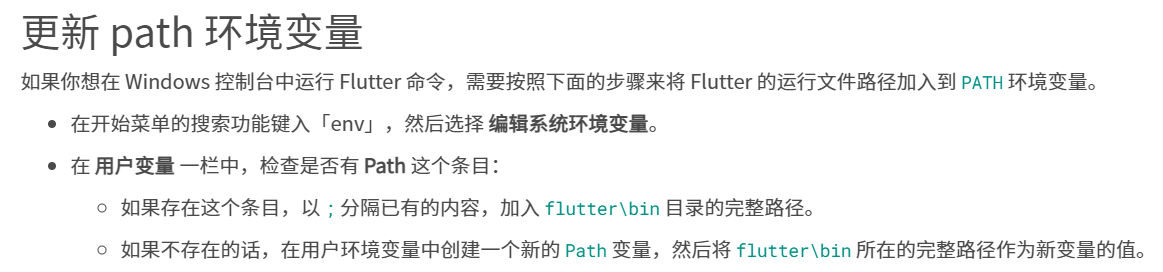 更新 path 环境变量
如果你想在 Windows 控制台中运行 Flutter 命令，需要按照下面的步骤来将 Flutter 的运行文件路径加入到 PATH 环境变量。
在开始菜单的搜索功能键入「env」，然后选择 编辑系统环境变量。
在 用户变量 一栏中，检查是否有 Path 这个条目：
如果存在这个条目，以 ; 分隔已有的内容，加入 flutter\bin 目录的完整路径。
如果不存在的话，在用户环境变量中创建一个新的 Path 变量，然后将 flutter\bin 所在的完整路径作为新变量的值。